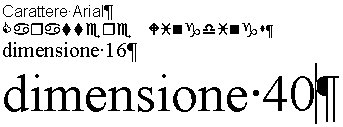 Carattere·Arial¶
👍♋❒♋⧫⧫♏❒♏ 🕈♓■♑♎♓■♑⬧¶
dimensione·16¶
dimensione·40¶